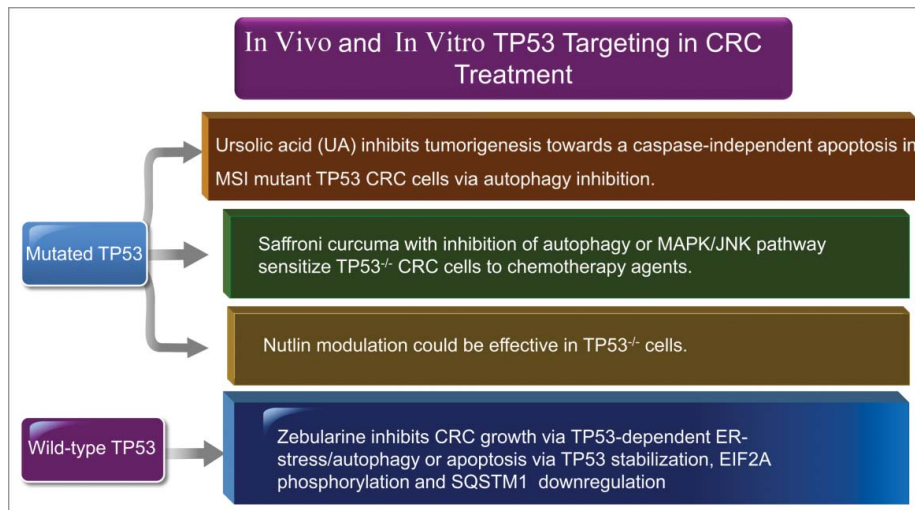 In Vivo and In Vitro TP53 Targeting in CRC
Treatment
Ursolic acid (UA) inhibits tumorigenesis towards a caspase-independent apoptosis in
MSI mutant TP53 CRC cells via autophagy inhibition.
Mutated TP53
Saffroni curcuma with inhibition of autophagy or MAPK/JNK pathway
sensitize TP53-/- CRC cells to chemotherapy agents.
Nutlin modulation could be effective in TP53-/- cells.
Wild-type TP53
Zebularine inhibits CRC growth via TP53-dependent ER-
stress/autophagy or apoptosis via TP53 stabilization, EIF2A
phosphorylation and SQSTM1 downregulation